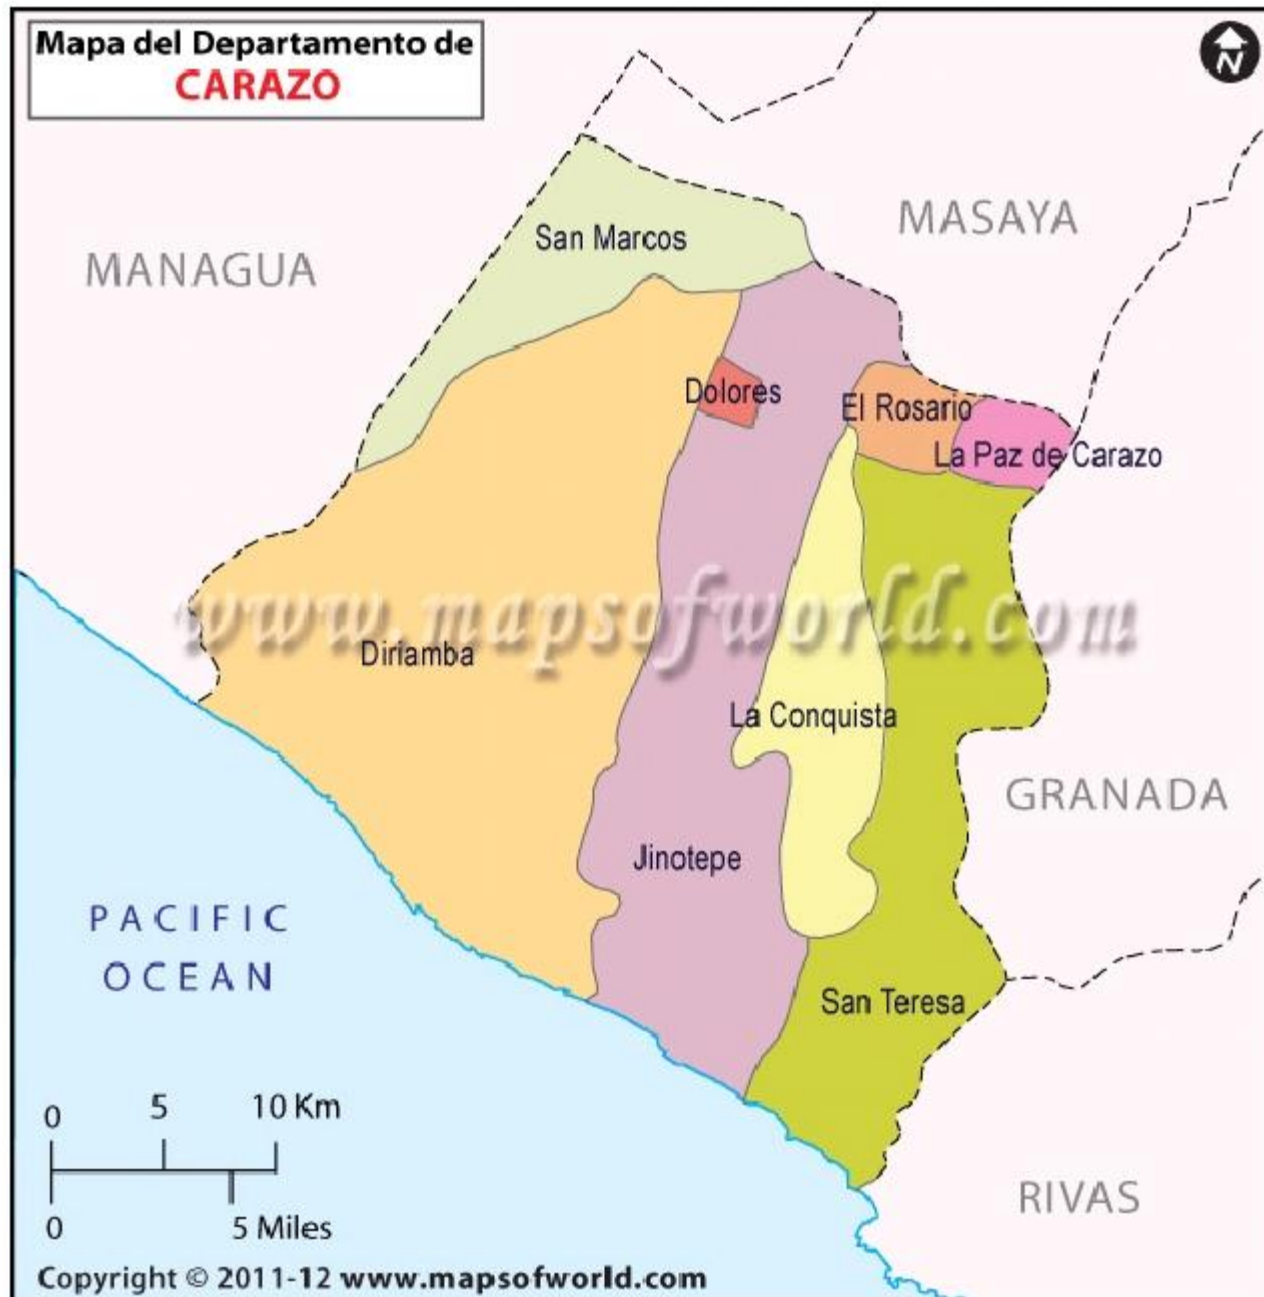 Mapa del Departamento de
CARAZO
N
MASAYA
San Marcos
MANAGUA
Dolores
El Rosario
La Paz de Carazo
www.mapsofworld.com
Diriamba
La Conquista
GRANADA
Jinotepe
PACIFIC
OCEAN
San Teresa
0 5 10 Km
0 5 Miles
RIVAS
Copyright © 2011-12 www.mapsofworld.com